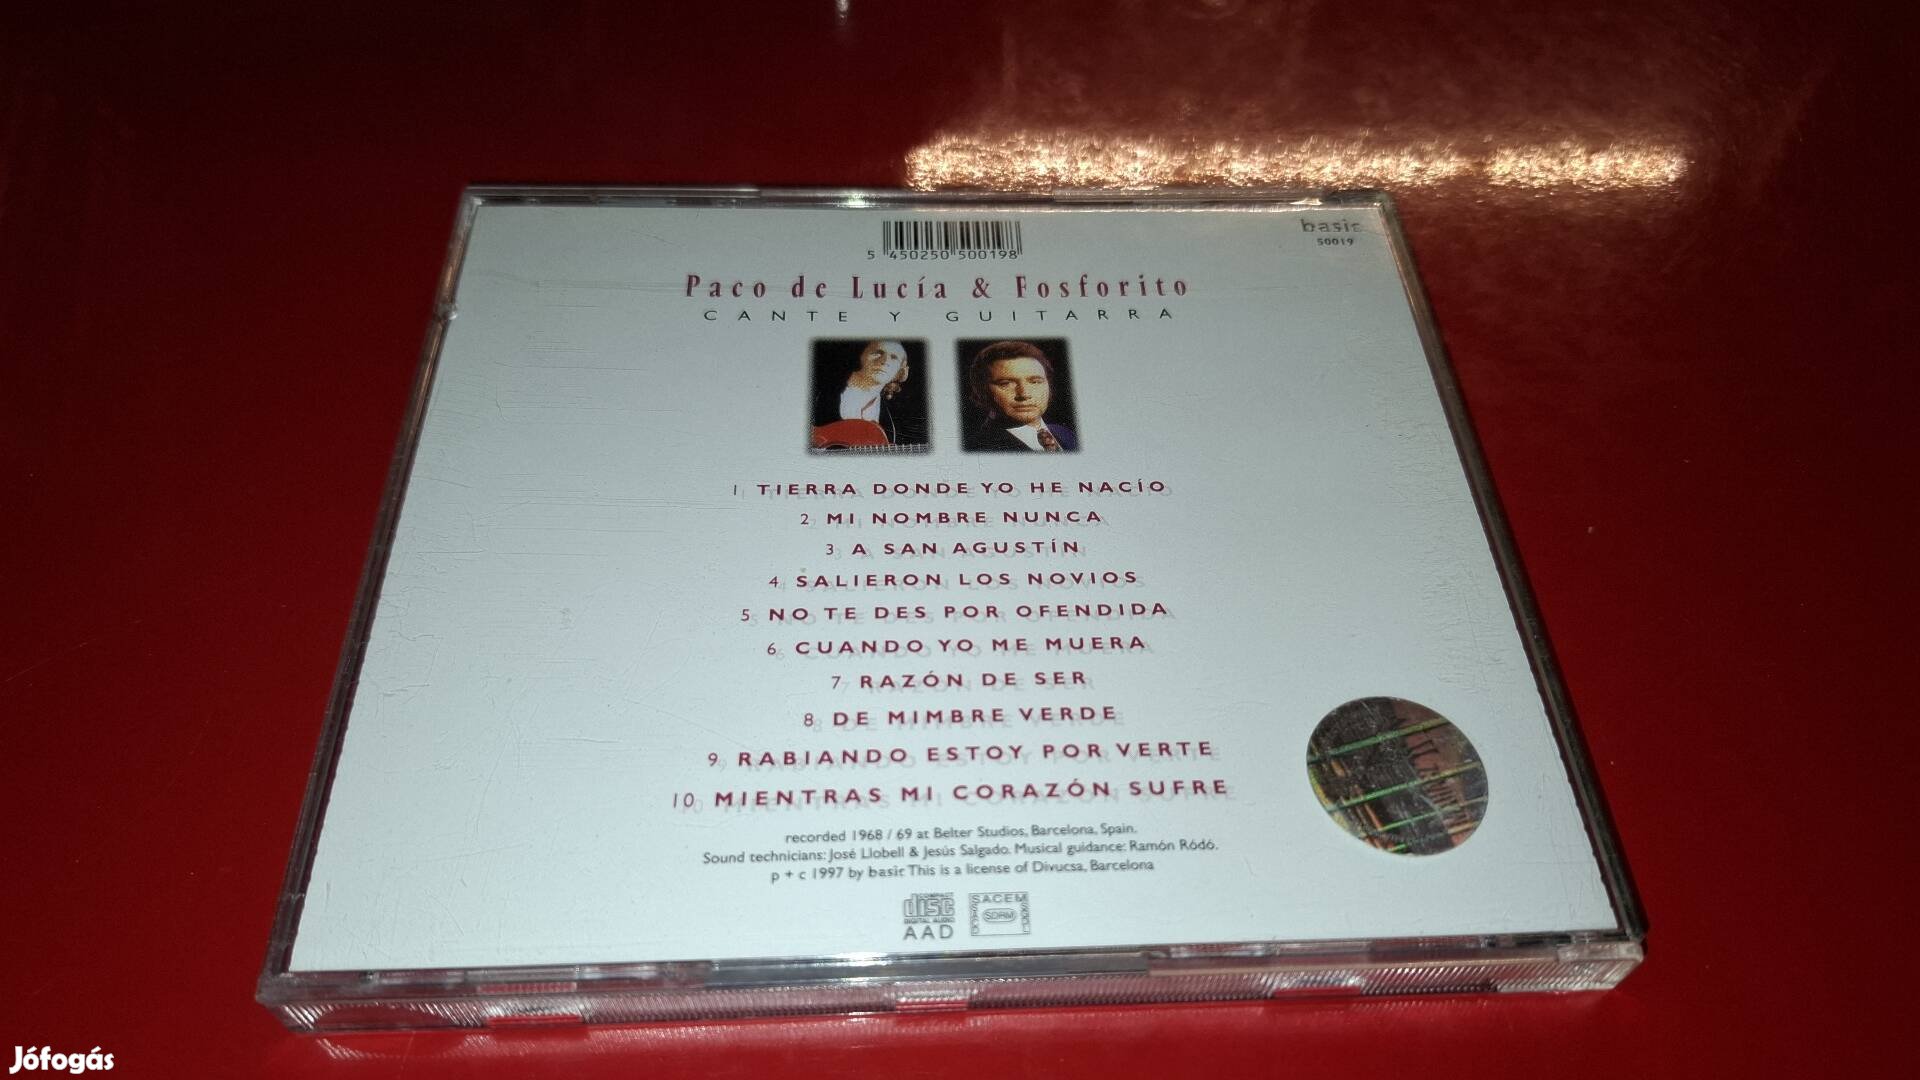 basic
50019
5 450250 500198
Paco de Lucía & Fosforito
CANTE Y GUITARRA
1 TIERRA DONDE YO HE NACÍO
2 MI NOMBRE NUNCA
3 A SAN AGUSTÍN
4 SALIERON LOS NOVIOS
5 NO TE DES POR OFENDIDA
6 CUANDO YO ME MUERA
7 RAZÓN DE SER
8 DE MIMBRE VERDE
9 RABIANDO ESTOY POR VERTE
10 MIENTRAS MI CORAZÓN SUFRE
recorded 1968 / 69 at Belter Studios, Barcelona, Spain.
Sound technicians: José Llobell & Jesús Salgado. Musical guidance: Ramón Ródó.
p + c 1997 by basic This is a license of Divucsa, Barcelona
COMPACT
disc
DIGITAL AUDIO
AAD
SACEM
SDRM
Jófogás